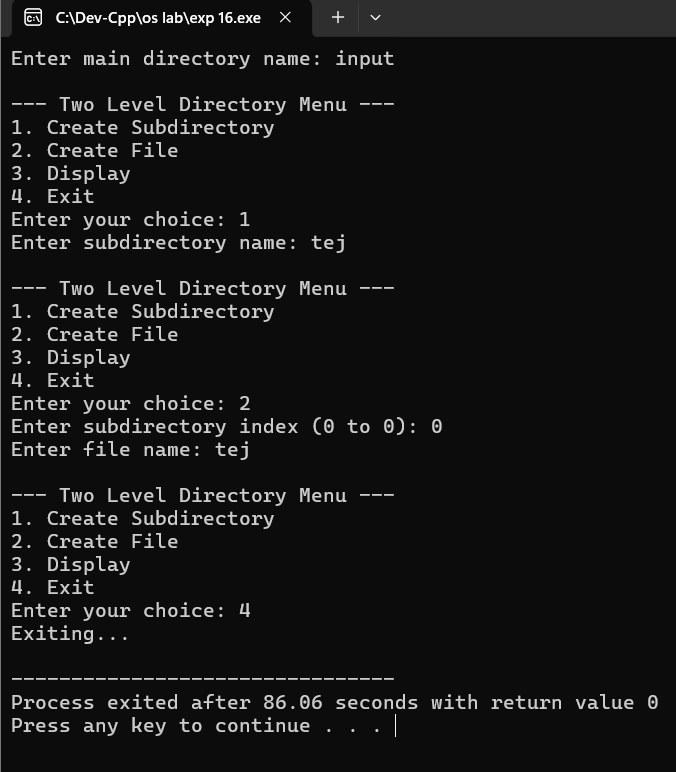 C:\Dev-Cpp\os lab\exp 16.exe
Enter main directory name: input
--- Two Level Directory Menu ---
1. Create Subdirectory
2. Create File
3. Display
4. Exit
Enter your choice: 1
Enter subdirectory name: tej
--- Two Level Directory Menu ---
1. Create Subdirectory
2. Create File
3. Display
4. Exit
Enter your choice: 2
Enter subdirectory index (0 to 0): 0
Enter file name: tej
--- Two Level Directory Menu ---
1. Create Subdirectory
2. Create File
3. Display
4. Exit
Enter your choice: 4
Exiting...
--------------------------------
Process exited after 86.06 seconds with return value 0
Press any key to continue . . .